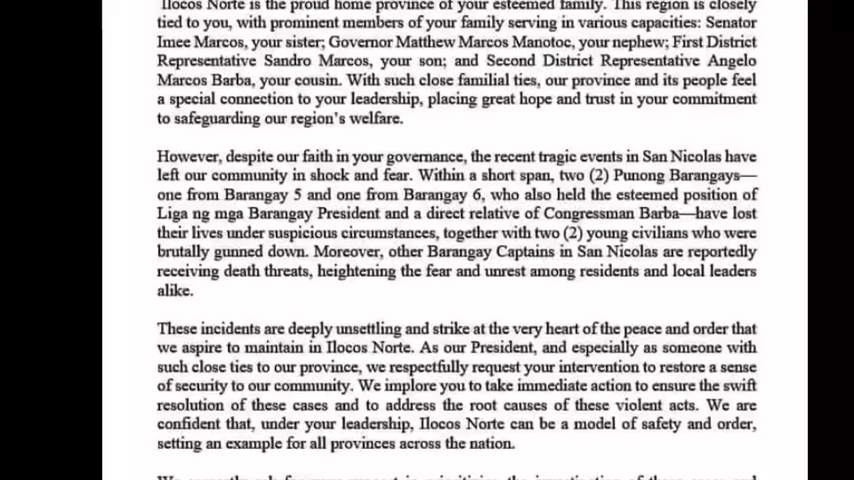 Ilocos Norte is the proud home province of your esteemed family. This region is closely
tied to you, with prominent members of your family serving in various capacities: Senator
Imee Marcos, your sister; Governor Matthew Marcos Manotoc, your nephew; First District
Representative Sandro Marcos, your son; and Second District Representative Angelo
Marcos Barba, your cousin. With such close familial ties, our province and its people feel
a special connection to your leadership, placing great hope and trust in your commitment
to safeguarding our region's welfare.
However, despite our faith in your governance, the recent tragic events in San Nicolas have
left our community in shock and fear. Within a short span, two (2) Punong Barangays—
one from Barangay 5 and one from Barangay 6, who also held the esteemed position of
Liga ng mga Barangay President and a direct relative of Congressman Barba—have lost
their lives under suspicious circumstances, together with two (2) young civilians who were
brutally gunned down. Moreover, other Barangay Captains in San Nicolas are reportedly
receiving death threats, heightening the fear and unrest among residents and local leaders
alike.
These incidents are deeply unsettling and strike at the very heart of the peace and order that
we aspire to maintain in Ilocos Norte. As our President, and especially as someone with
such close ties to our province, we respectfully request your intervention to restore a sense
of security to our community. We implore you to take immediate action to ensure the swift
resolution of these cases and to address the root causes of these violent acts. We are
confident that, under your leadership, Ilocos Norte can be a model of safety and order,
setting an example for all provinces across the nation.